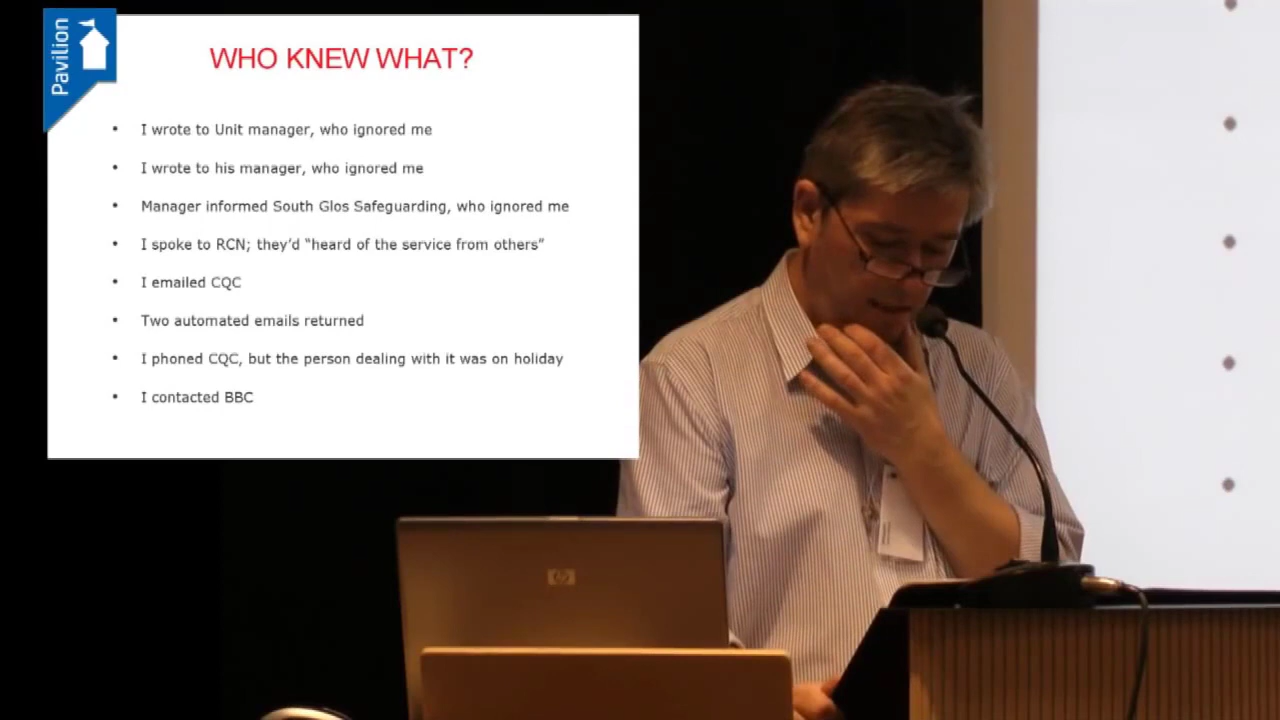 Pavilion
WHO KNEW WHAT?
• I wrote to Unit manager, who ignored me
• I wrote to his manager, who ignored me
• Manager informed South Glos Safeguarding, who ignored me
• I spoke to RCN; they'd “heard of the service from others”
• I emailed CQC
• Two automated emails returned
• I phoned CQC, but the person dealing with it was on holiday
• I contacted BBC
hp